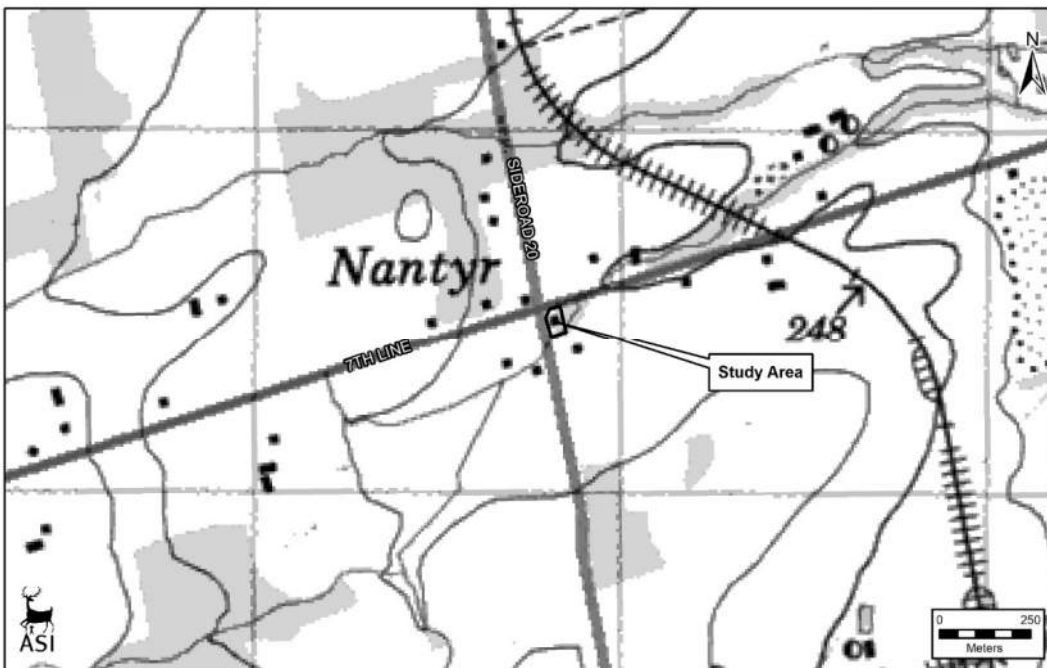 N
SIDEROAD 20
Nantyr
7TH LINE
248
Study Area
ASI
0 250
Meters